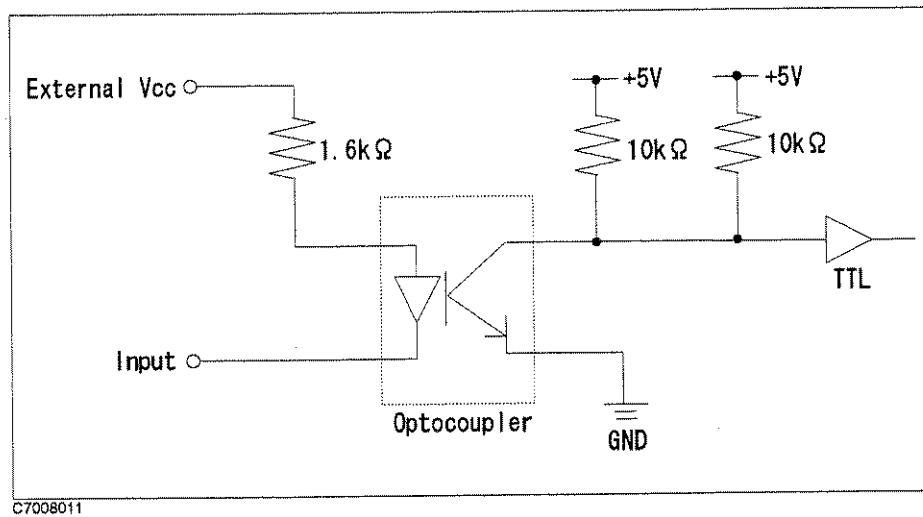 External Vcc
1.6kΩ
+5V
+5V
10kΩ
10kΩ
TTL
Input
Optocoupler
GND
C7008011